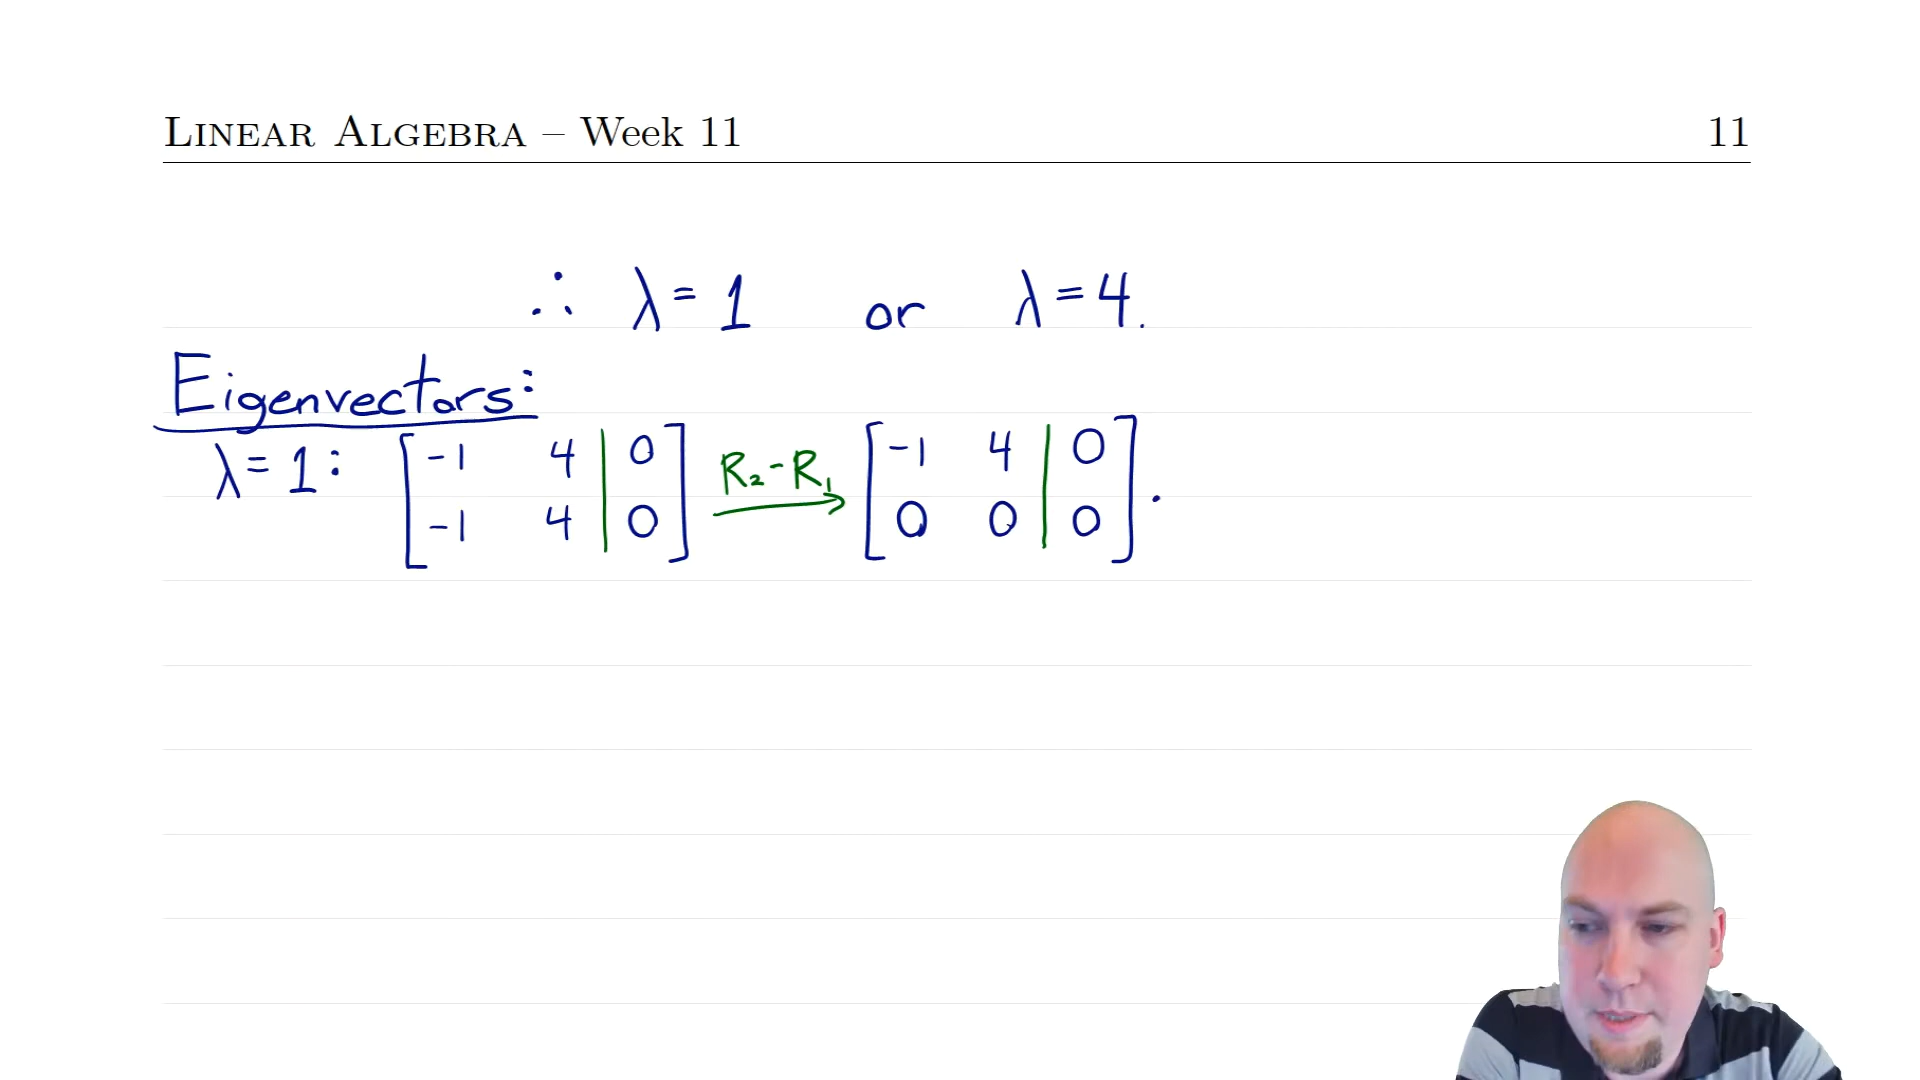 LINEAR ALGEBRA – Week 11 11
∴ λ = 1 or λ = 4.
Eigenvectors:
λ = 1: [ -1 4 | 0 ] R₂-R₁ [ -1 4 | 0 ]
[ -1 4 | 0 ] → [ 0 0 | 0 ].